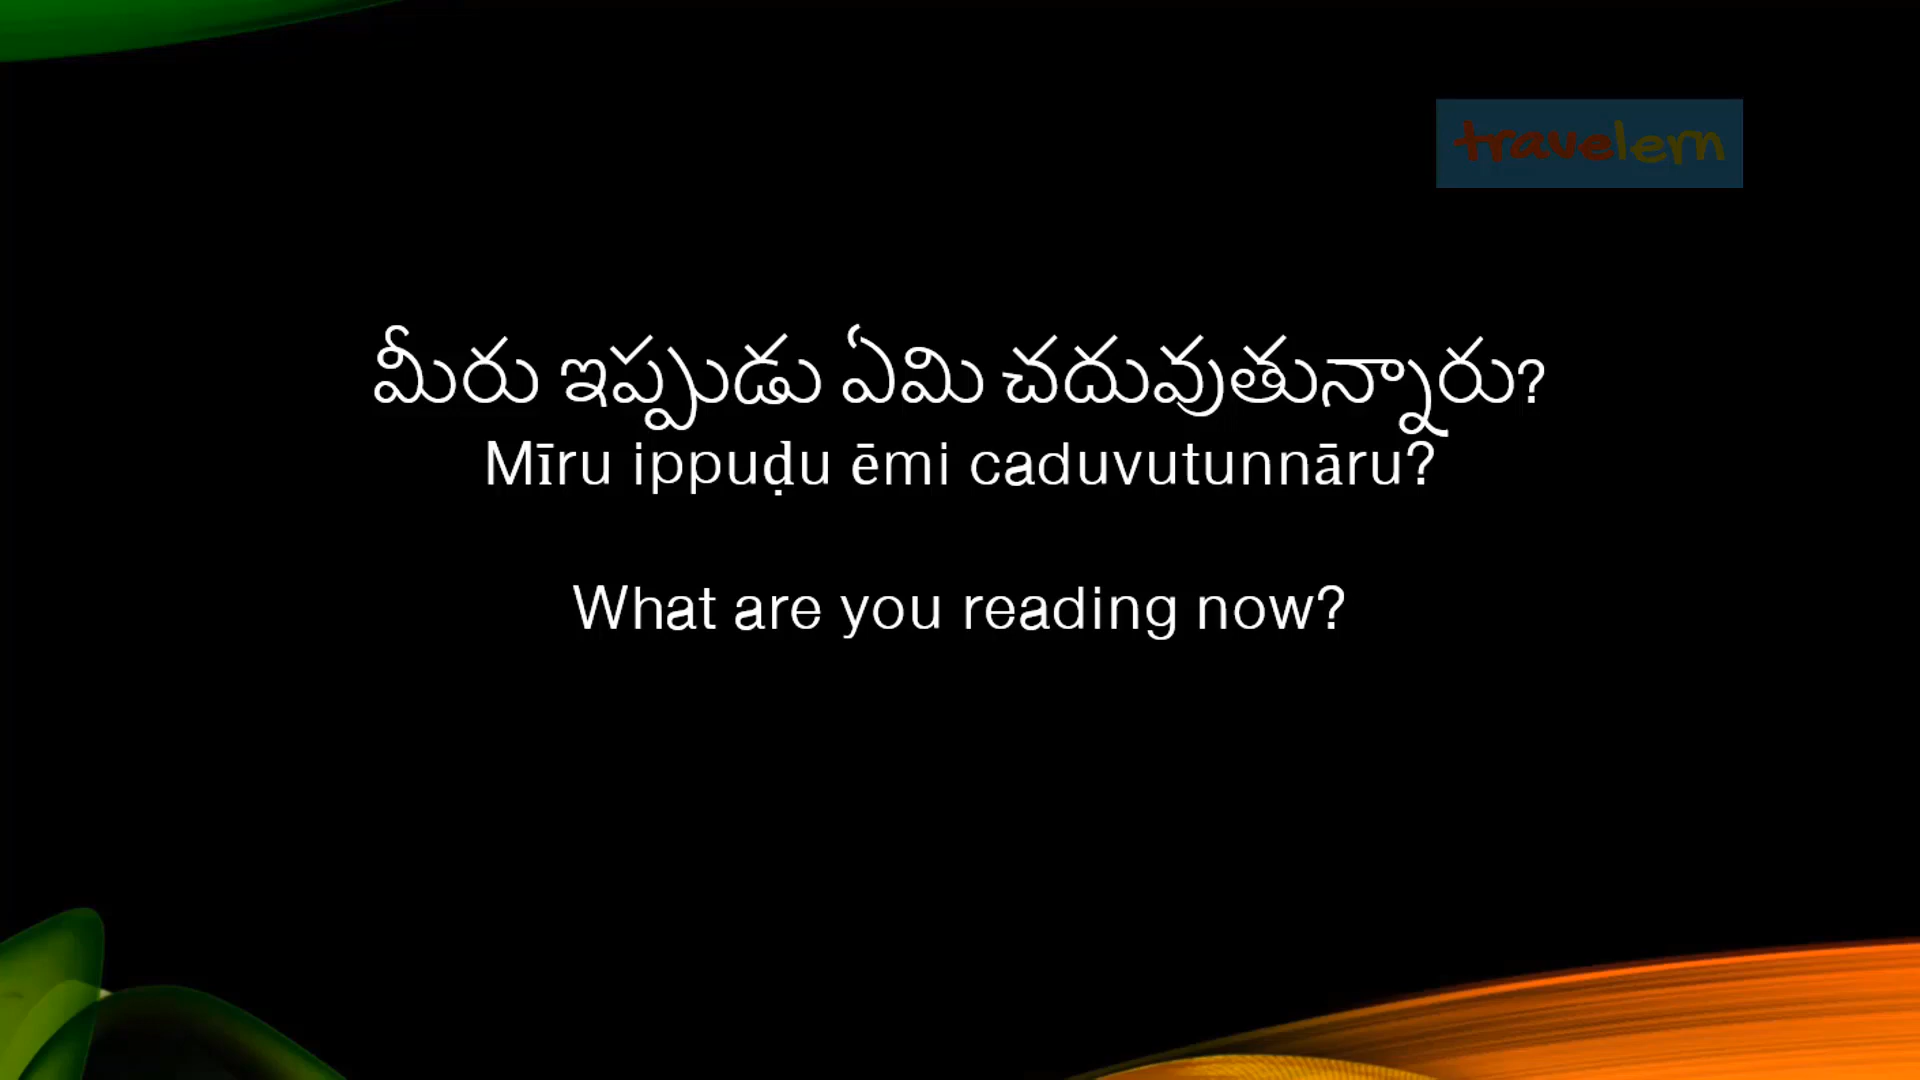 travelern
మీరు ఇప్పుడు ఏమి చదువుతున్నారు?
Mīru ippuḍu ēmi caduvutunnāru?
What are you reading now?